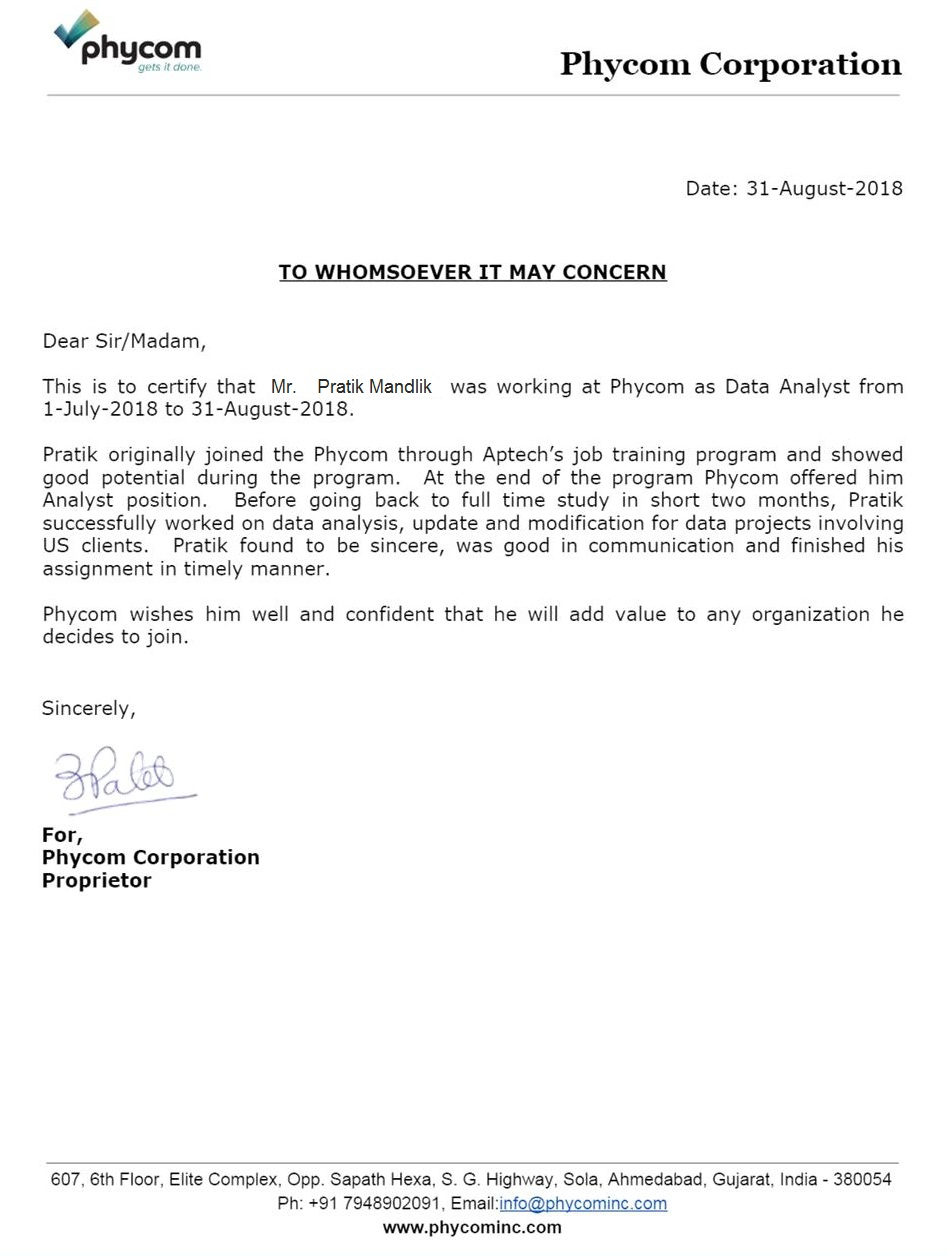 phycom
gets it done.
Phycom Corporation
Date: 31-August-2018
TO WHOMSOEVER IT MAY CONCERN
Dear Sir/Madam,
This is to certify that Mr. Pratik Mandlik was working at Phycom as Data Analyst from
1-July-2018 to 31-August-2018.
Pratik originally joined the Phycom through Aptech’s job training program and showed
good potential during the program. At the end of the program Phycom offered him
Analyst position. Before going back to full time study in short two months, Pratik
successfully worked on data analysis, update and modification for data projects involving
US clients. Pratik found to be sincere, was good in communication and finished his
assignment in timely manner.
Phycom wishes him well and confident that he will add value to any organization he
decides to join.
Sincerely,
For,
Phycom Corporation
Proprietor
607, 6th Floor, Elite Complex, Opp. Sapath Hexa, S. G. Highway, Sola, Ahmedabad, Gujarat, India - 380054
Ph: +91 7948902091, Email:info@phycominc.com
www.phycominc.com